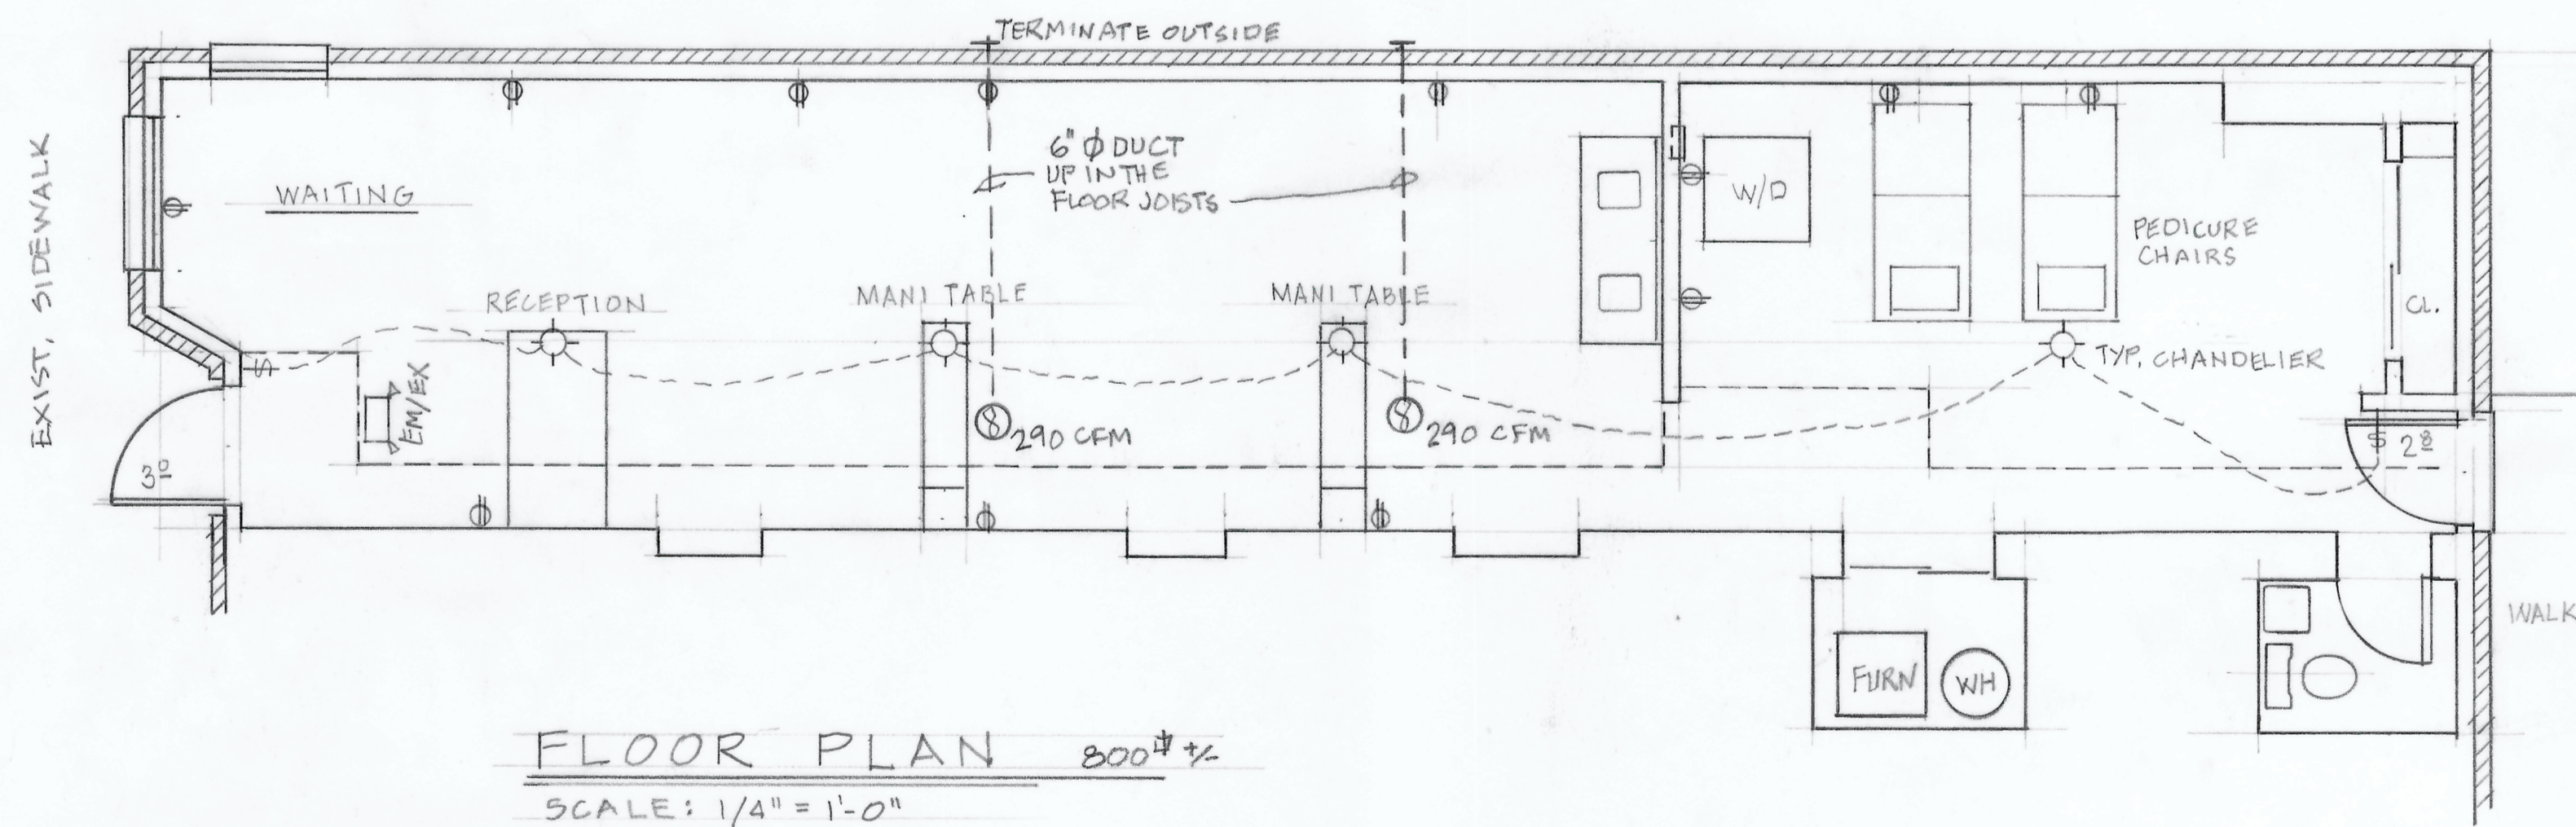 TERMINATE OUTSIDE
EXIST. SIDEWALK
WAITING
6" Ø DUCT
UP IN THE
FLOOR JOISTS
W/D
PEDICURE
CHAIRS
RECEPTION
MANI TABLE
MANI TABLE
CL.
TYP. CHANDELIER
EM/EX
8
290 CFM
8
290 CFM
3⁰
S
S
2⁸
WALK
FURN
WH
FLOOR PLAN 800 +/-
SCALE: 1/4" = 1'-0"